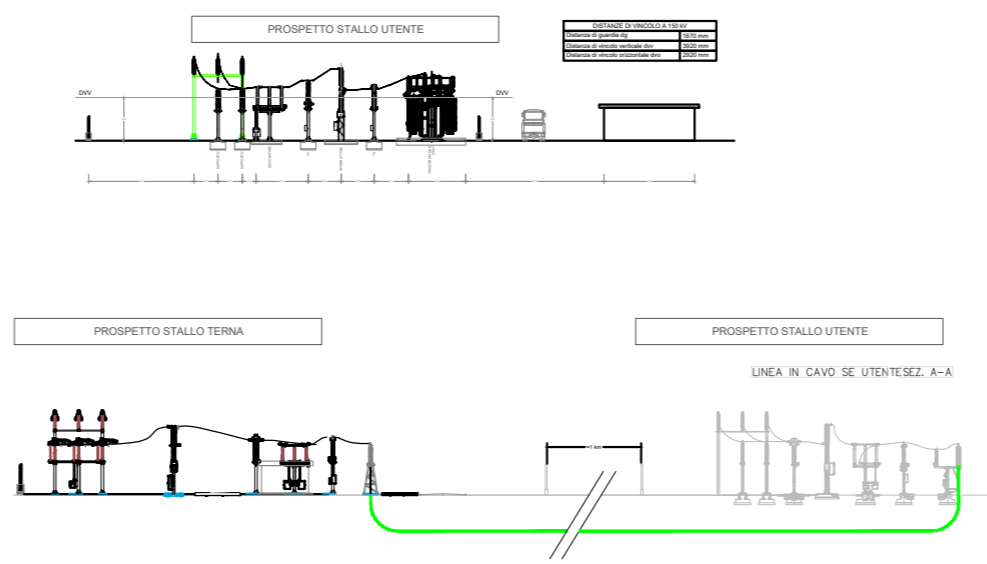 PROSPETTO STALLO UTENTE
DISTANZE DI VINCOLO A 150 kV
Distanza di guardia dg 1670 mm
Distanza di vincolo verticale dvv 3920 mm
Distanza di vincolo orizzontale dvo 2920 mm
DVV
DVV
PROSPETTO STALLO TERNA
PROSPETTO STALLO UTENTE
LINEA IN CAVO SE UTENTESEZ. A-A
~1 km